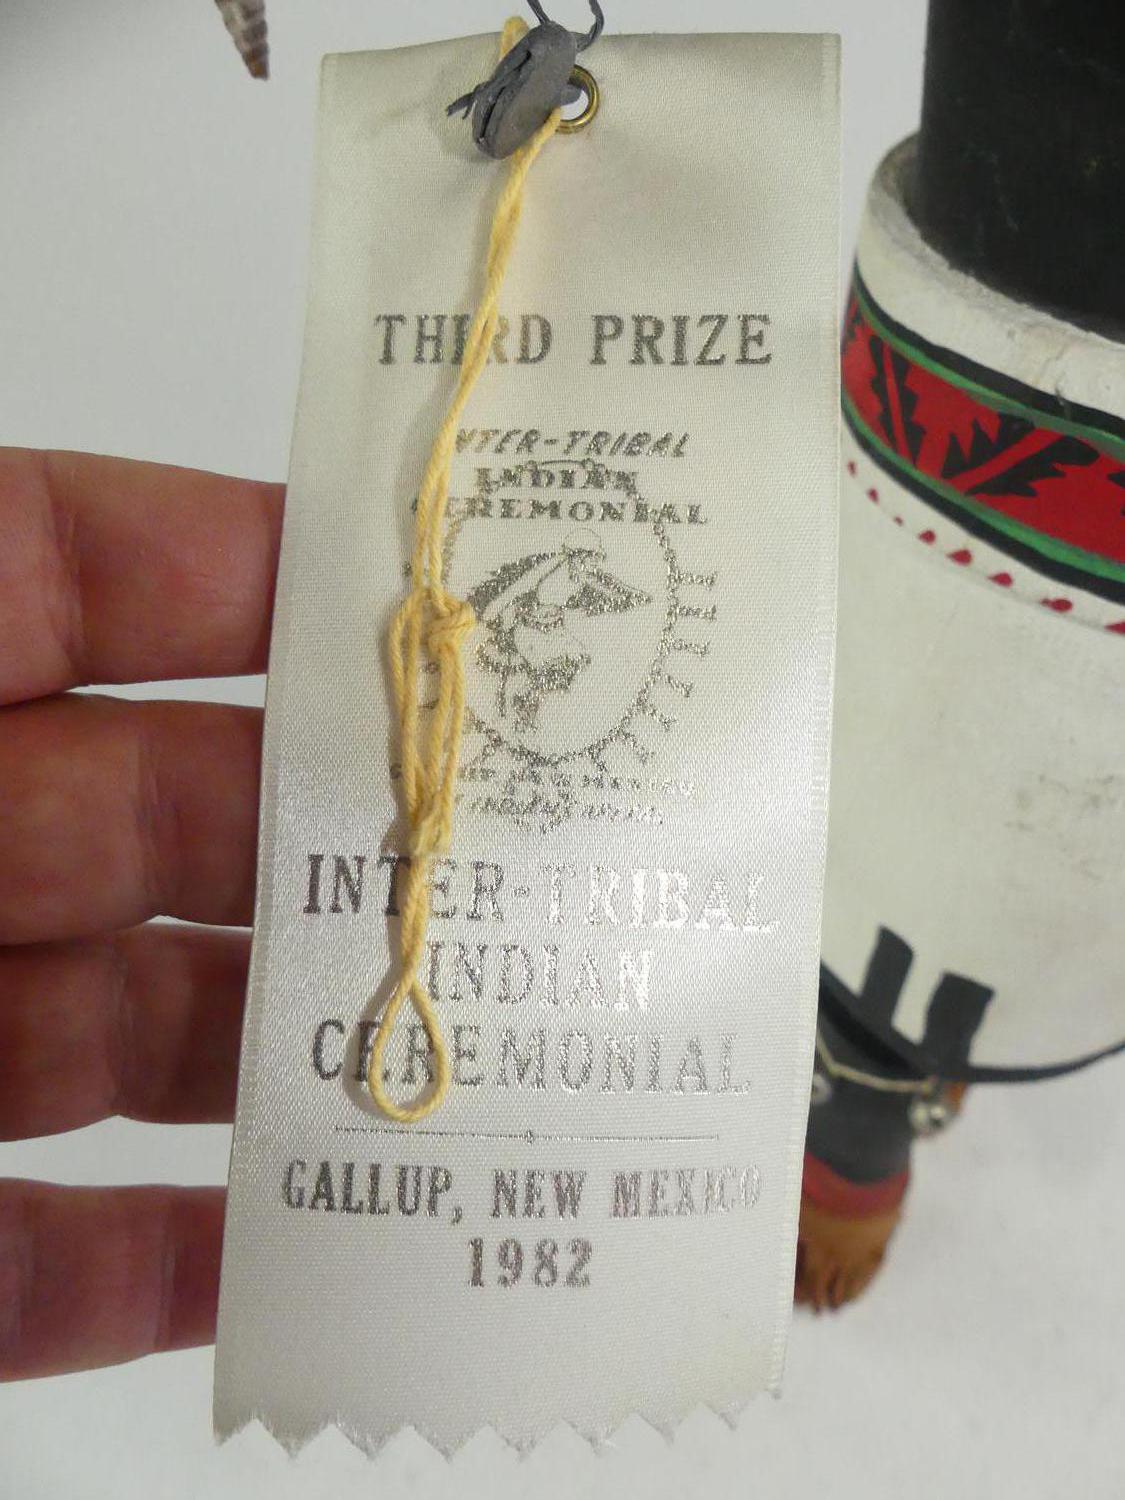 THIRD PRIZE
INTER-TRIBAL
INDIAN
CEREMONIAL
INTER-TRIBAL
INDIAN
CEREMONIAL
GALLUP, NEW MEXICO
1982